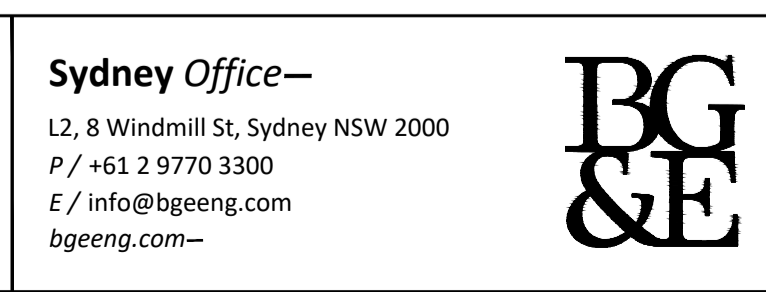 Sydney Office—
L2, 8 Windmill St, Sydney NSW 2000
P / +61 2 9770 3300
E / info@bgeeng.com
bgeeng.com—
BG
&E